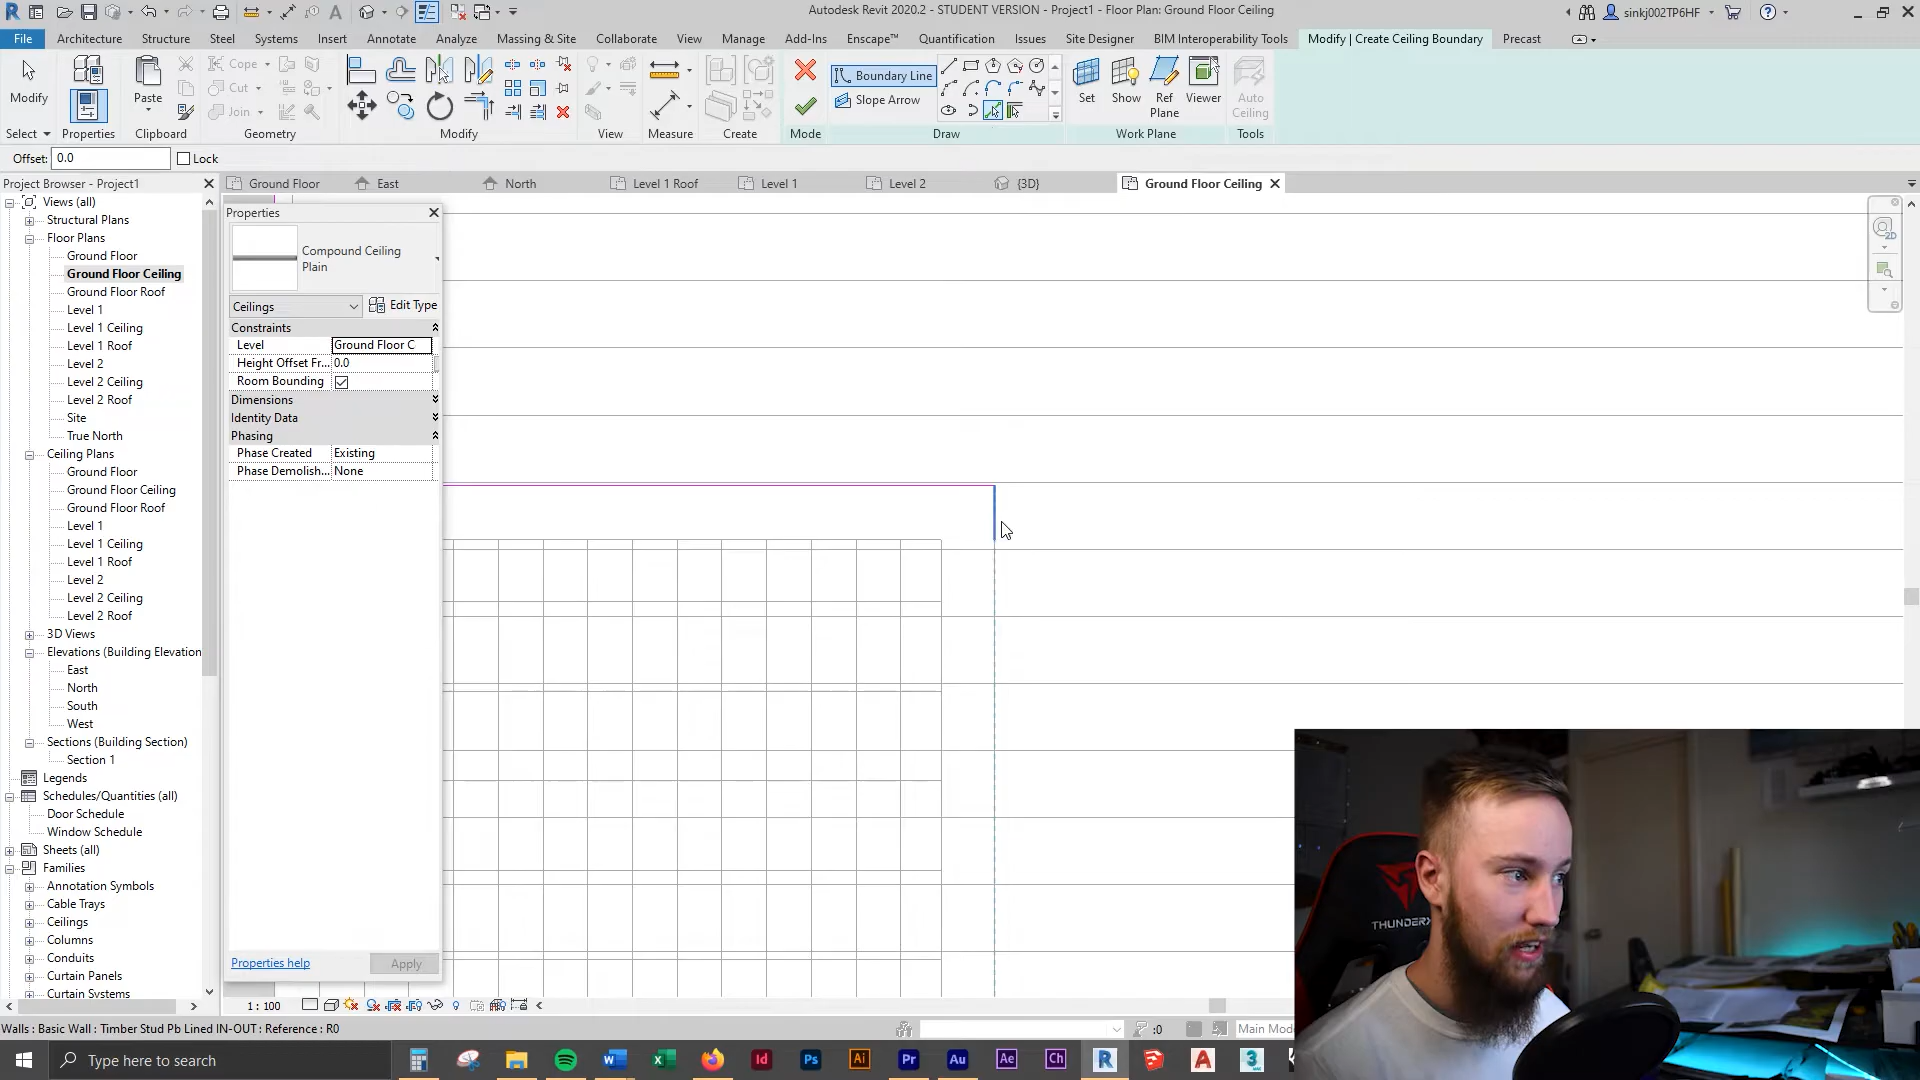 Autodesk Revit 2020.2 - STUDENT VERSION - Project1 - Floor Plan: Ground Floor Ceiling
sinkj002TP6HF
File Architecture Structure Steel Systems Insert Annotate Analyze Massing & Site Collaborate View Manage Add-Ins Enscape™ Quantification Issues Site Designer BIM Interoperability Tools Modify | Create Ceiling Boundary Precast
Modify
Paste
Cope
Cut
Join
Boundary Line
Slope Arrow
Set Show Ref Plane Viewer Auto Ceiling
Select Properties Clipboard Geometry Modify View Measure Create Mode Draw Work Plane Tools
Offset: 0.0 Lock
Project Browser - Project1
Ground Floor East North Level 1 Roof Level 1 Level 2 {3D} Ground Floor Ceiling
Views (all)
Structural Plans
Floor Plans
Ground Floor
Ground Floor Ceiling
Ground Floor Roof
Level 1
Level 1 Ceiling
Level 1 Roof
Level 2
Level 2 Ceiling
Level 2 Roof
Site
True North
Ceiling Plans
Ground Floor
Ground Floor Ceiling
Ground Floor Roof
Level 1
Level 1 Ceiling
Level 1 Roof
Level 2
Level 2 Ceiling
Level 2 Roof
3D Views
Elevations (Building Elevation
East
North
South
West
Sections (Building Section)
Section 1
Legends
Schedules/Quantities (all)
Door Schedule
Window Schedule
Sheets (all)
Families
Annotation Symbols
Cable Trays
Ceilings
Columns
Conduits
Curtain Panels
Curtain Systems
Properties
Compound Ceiling
Plain
Ceilings Edit Type
Constraints
Level Ground Floor C
Height Offset Fr... 0.0
Room Bounding
Dimensions
Identity Data
Phasing
Phase Created Existing
Phase Demolish... None
Properties help Apply
2D
THUNDERX
1 : 100
Walls : Basic Wall : Timber Stud Pb Lined IN-OUT : Reference : R0
:0
Main Mod
Type here to search
Id Ps Ai Pr Au Ae Ch R A 3